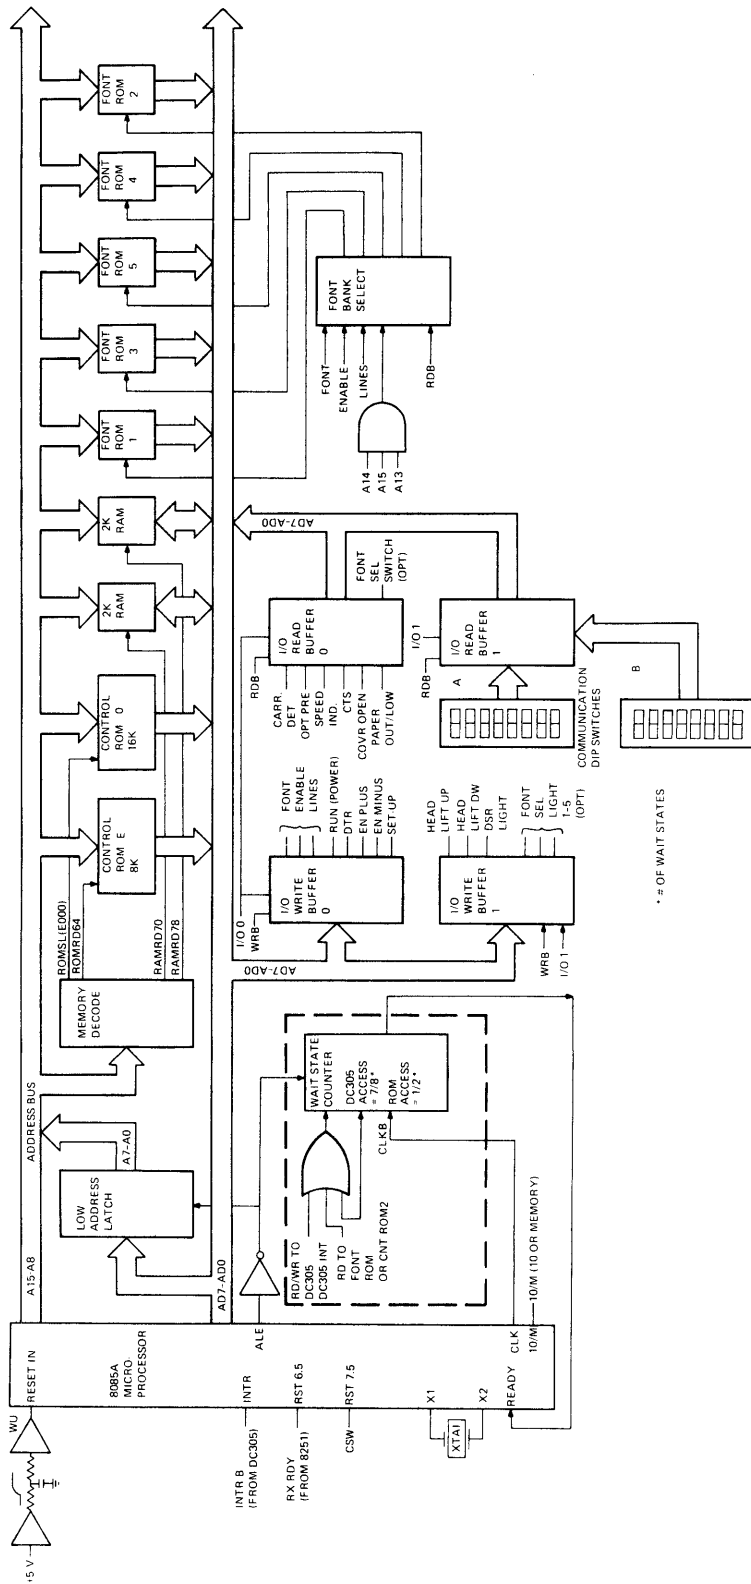 +5 V
WU
RESET IN
8085A
MICRO-
PROCESSOR
INTR
INTR B
(FROM DC305)
RST 6.5
RX RDY
(FROM 8251)
RST 7.5
CSW
X1
XTAI
X2
READY
CLK
10/M
10/M (10 OR MEMORY)
ALE
A15-A8
ADDRESS BUS
AD7-AD0
LOW
ADDRESS
LATCH
A7-A0
MEMORY
DECODE
ROMSL(E000)
ROMRD64
RAMRD70
RAMRD78
CONTROL
ROM E
8K
CONTROL
ROM 0
16K
2K
RAM
2K
RAM
FONT
ROM
1
FONT
ROM
3
FONT
ROM
5
FONT
ROM
4
FONT
ROM
2
RD/WR TO
DC305
DC305 INT
RD TO
FONT
ROM
OR CNT ROM2
WAIT STATE
COUNTER
DC305
ACCESS
= 7/8*
ROM
ACCESS
= 1/2*
CLKB
AD7-AD0
I/O 0
WRB
I/O
WRITE
BUFFER
0
FONT
ENABLE
LINES
RUN (POWER)
DTR
EN PLUS
EN MINUS
SET-UP
I/O
WRITE
BUFFER
1
WRB
I/O 1
HEAD
LIFT UP
HEAD
LIFT DW
DSR
LIGHT
FONT
SEL
LIGHT
1-5
(OPT)
RDB
I/O
READ
BUFFER
0
CARR.
DET
OPT PRE
SPEED
IND.
CTS
COVR OPEN
PAPER
OUT/LOW
FONT
SEL
SWITCH
(OPT)
AD7-AD0
RDB
I/O 1
I/O
READ
BUFFER
1
A
COMMUNICATION
DIP SWITCHES
B
A14
A15
A13
FONT
ENABLE
LINES
RDB
FONT
BANK
SELECT
* # OF WAIT STATES